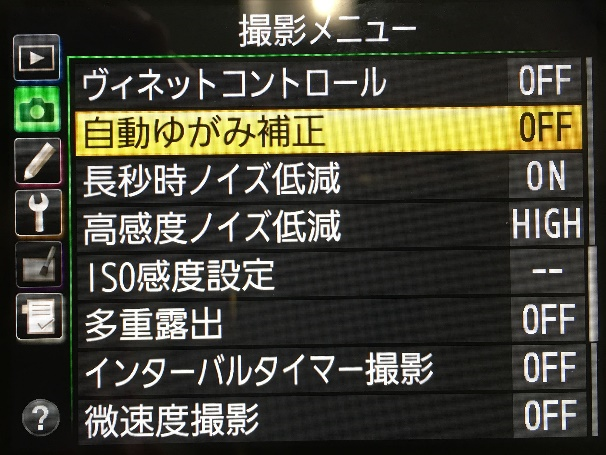 撮影メニュー
ヴィネットコントロール OFF
自動ゆがみ補正 OFF
長秒時ノイズ低減 ON
高感度ノイズ低減 HIGH
ISO感度設定 --
多重露出 OFF
インターバルタイマー撮影 OFF
微速度撮影 OFF
?